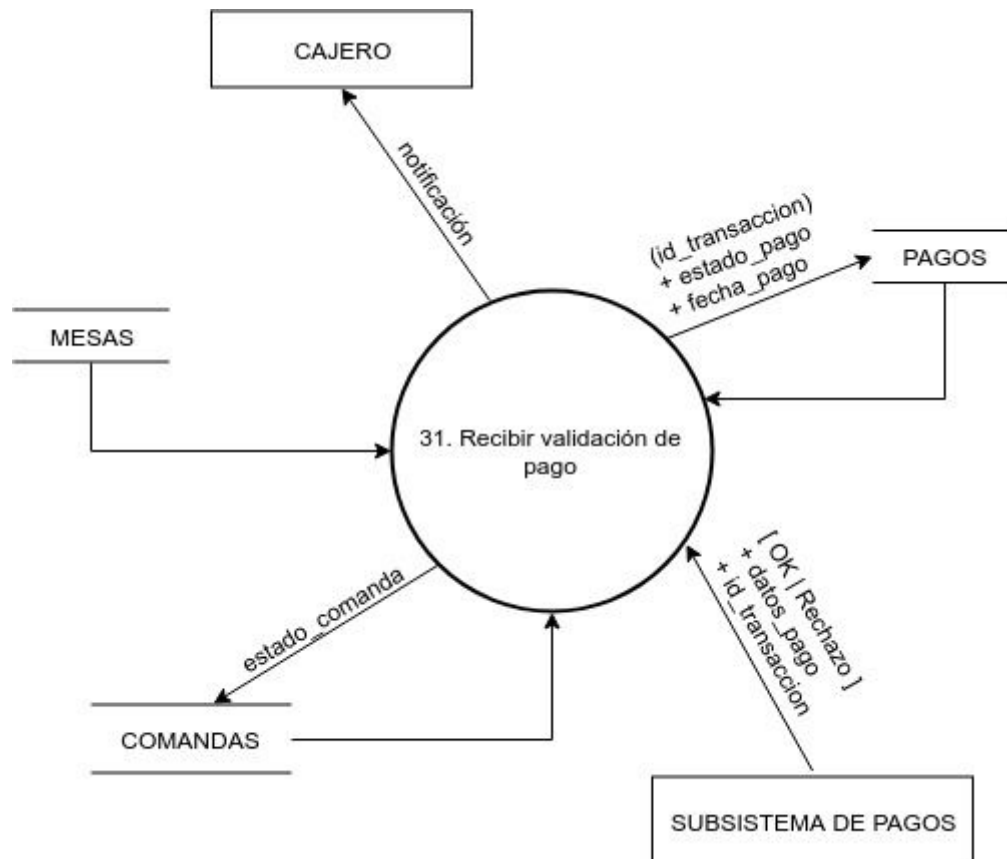 CAJERO
notificación
(id_transaccion)
+ estado_pago
+ fecha_pago
PAGOS
MESAS
31. Recibir validación de
pago
[ OK | Rechazo ]
+ datos_pago
+ id_transaccion
estado_comanda
COMANDAS
SUBSISTEMA DE PAGOS